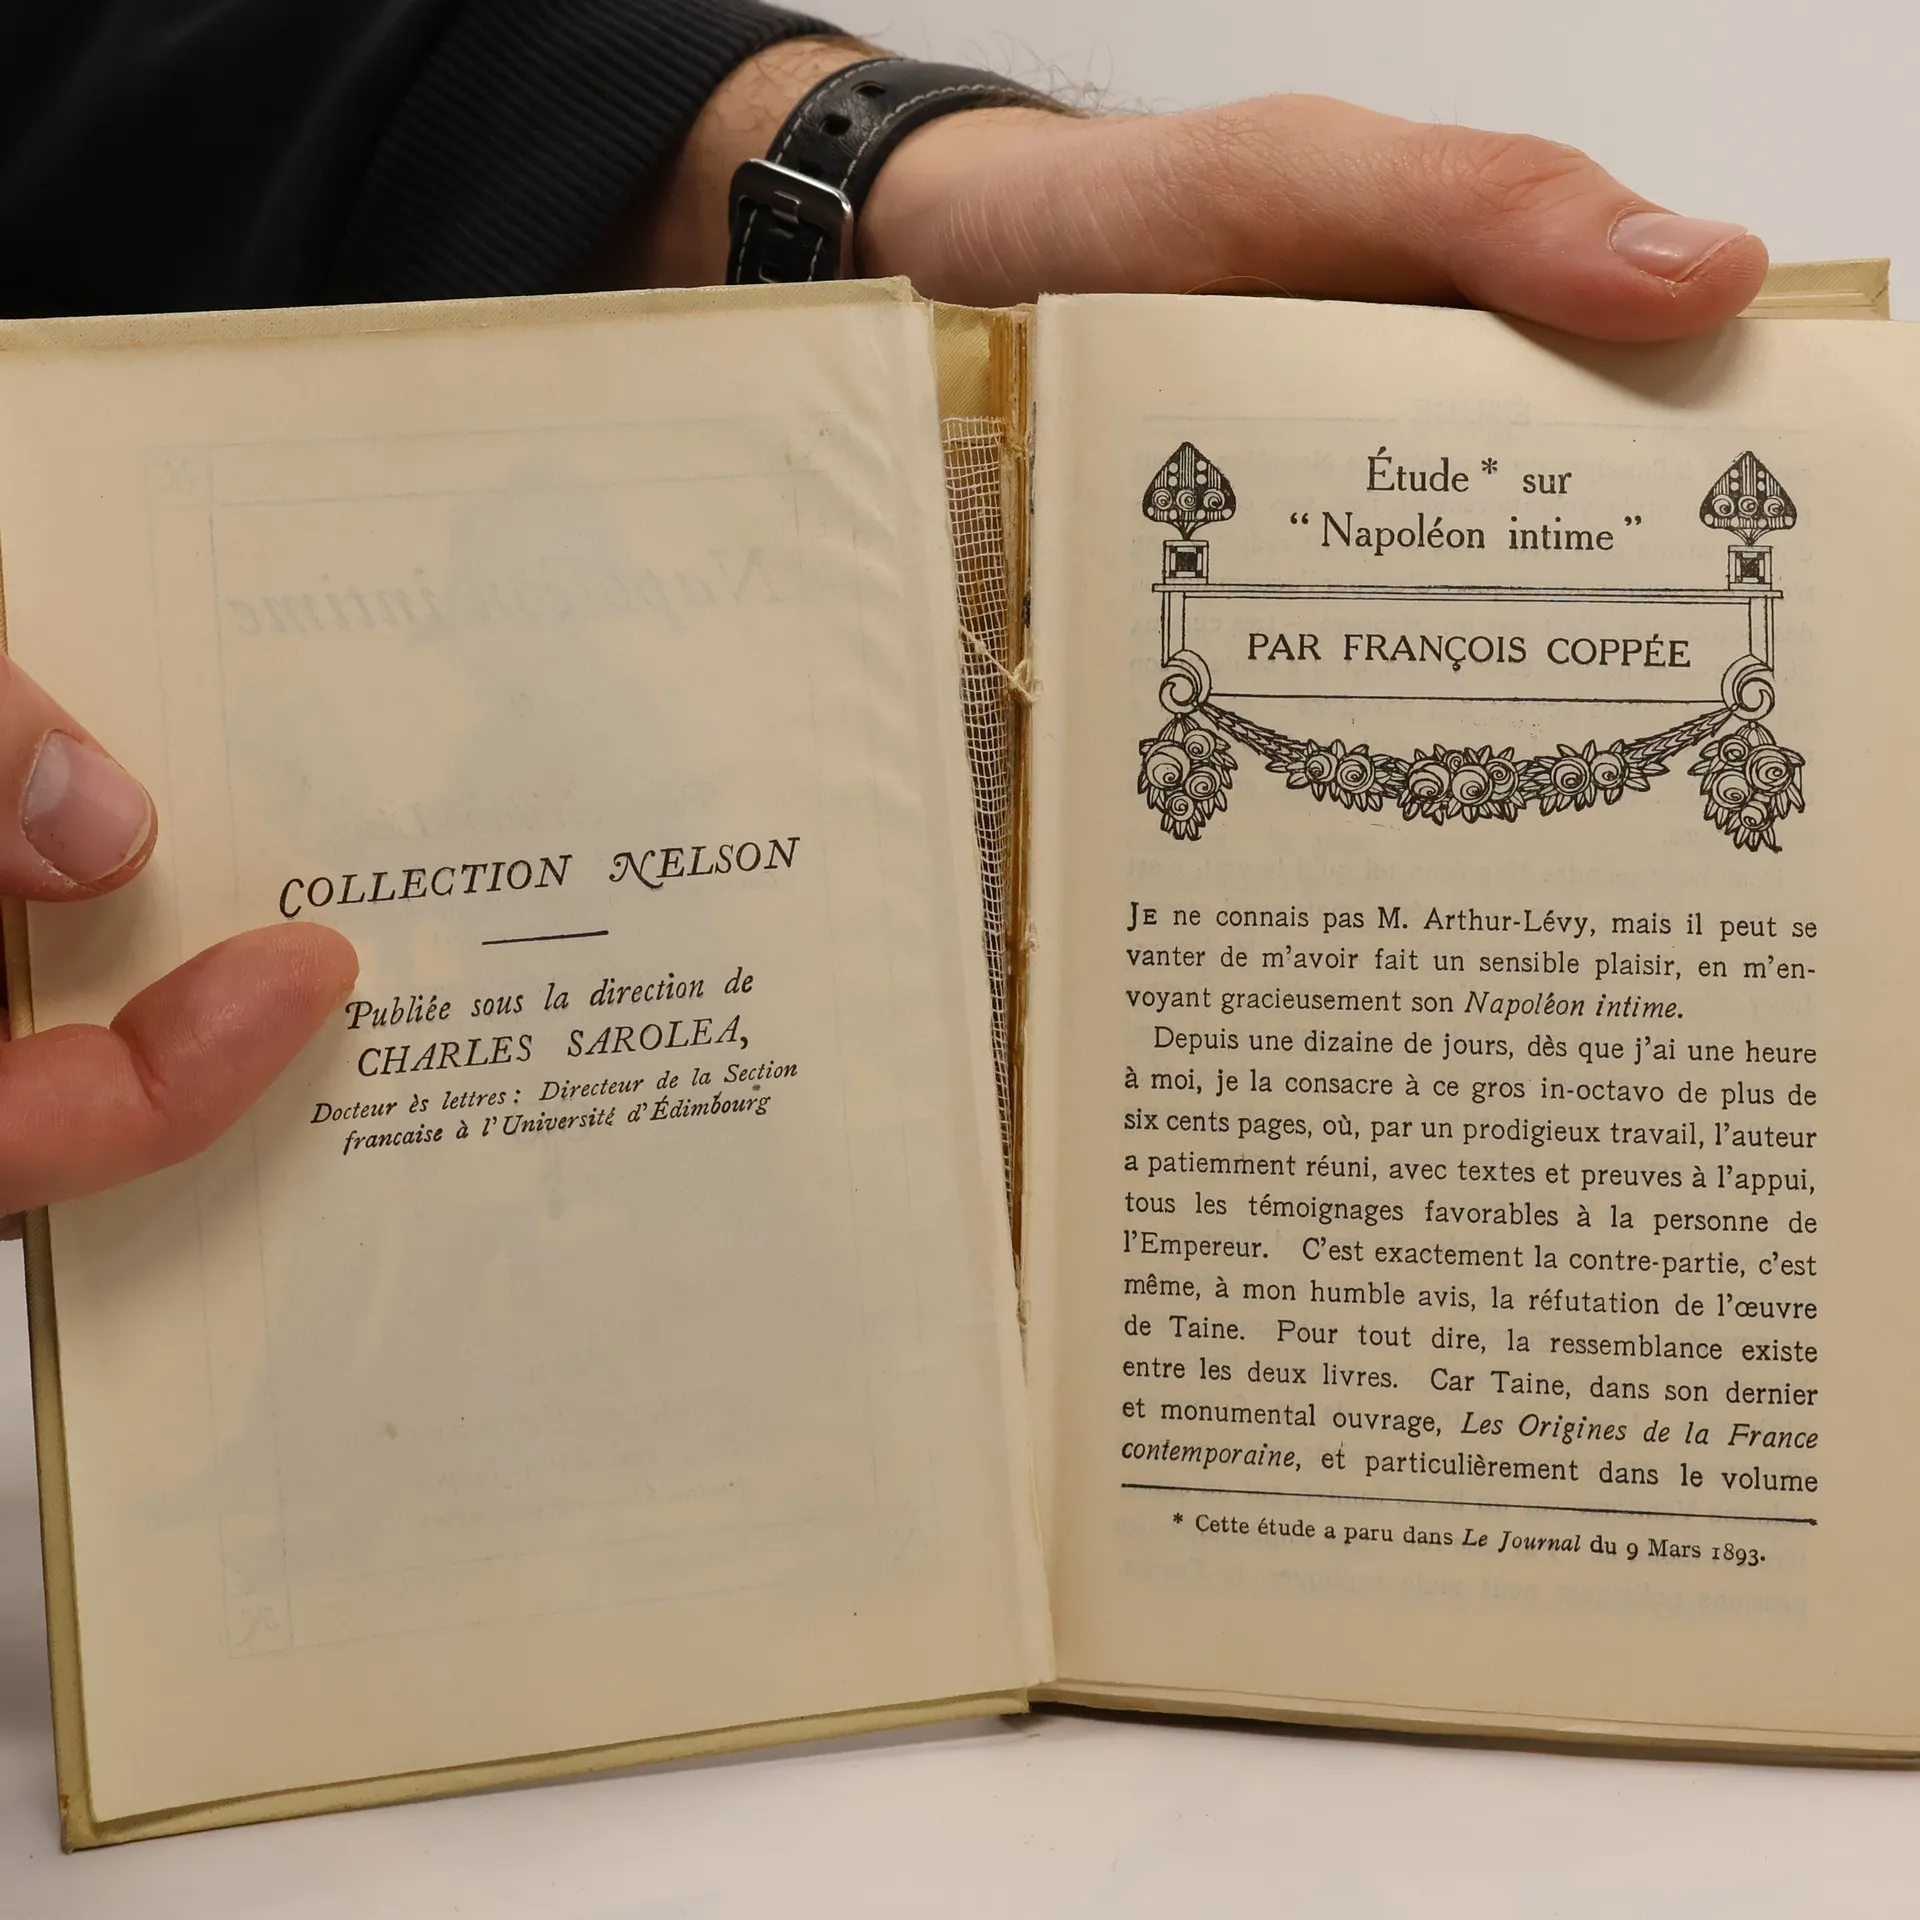 COLLECTION NELSON
Publiée sous la direction de
CHARLES SAROLEA,
Docteur ès lettres : Directeur de la Section
francaise à l'Université d'Édimbourg
Étude * sur
“ Napoléon intime ”
PAR FRANÇOIS COPPÉE
JE ne connais pas M. Arthur-Lévy, mais il peut se
vanter de m'avoir fait un sensible plaisir, en m'en-
voyant gracieusement son Napoléon intime.
Depuis une dizaine de jours, dès que j'ai une heure
à moi, je la consacre à ce gros in-octavo de plus de
six cents pages, où, par un prodigieux travail, l'auteur
a patiemment réuni, avec textes et preuves à l'appui,
tous les témoignages favorables à la personne de
l'Empereur. C'est exactement la contre-partie, c'est
même, à mon humble avis, la réfutation de l'œuvre
de Taine. Pour tout dire, la ressemblance existe
entre les deux livres. Car Taine, dans son dernier
et monumental ouvrage, Les Origines de la France
contemporaine, et particulièrement dans le volume
* Cette étude a paru dans Le Journal du 9 Mars 1893.